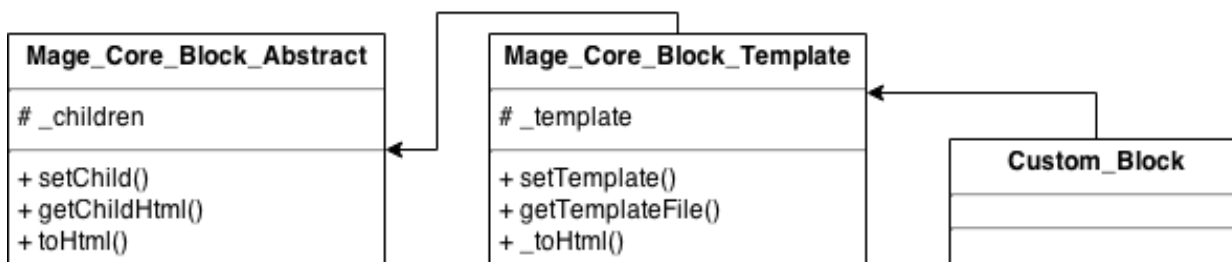 Mage_Core_Block_Abstract
# _children
+ setChild()
+ getChildHtml()
+ toHtml()
Mage_Core_Block_Template
# _template
+ setTemplate()
+ getTemplateFile()
+ _toHtml()
Custom_Block